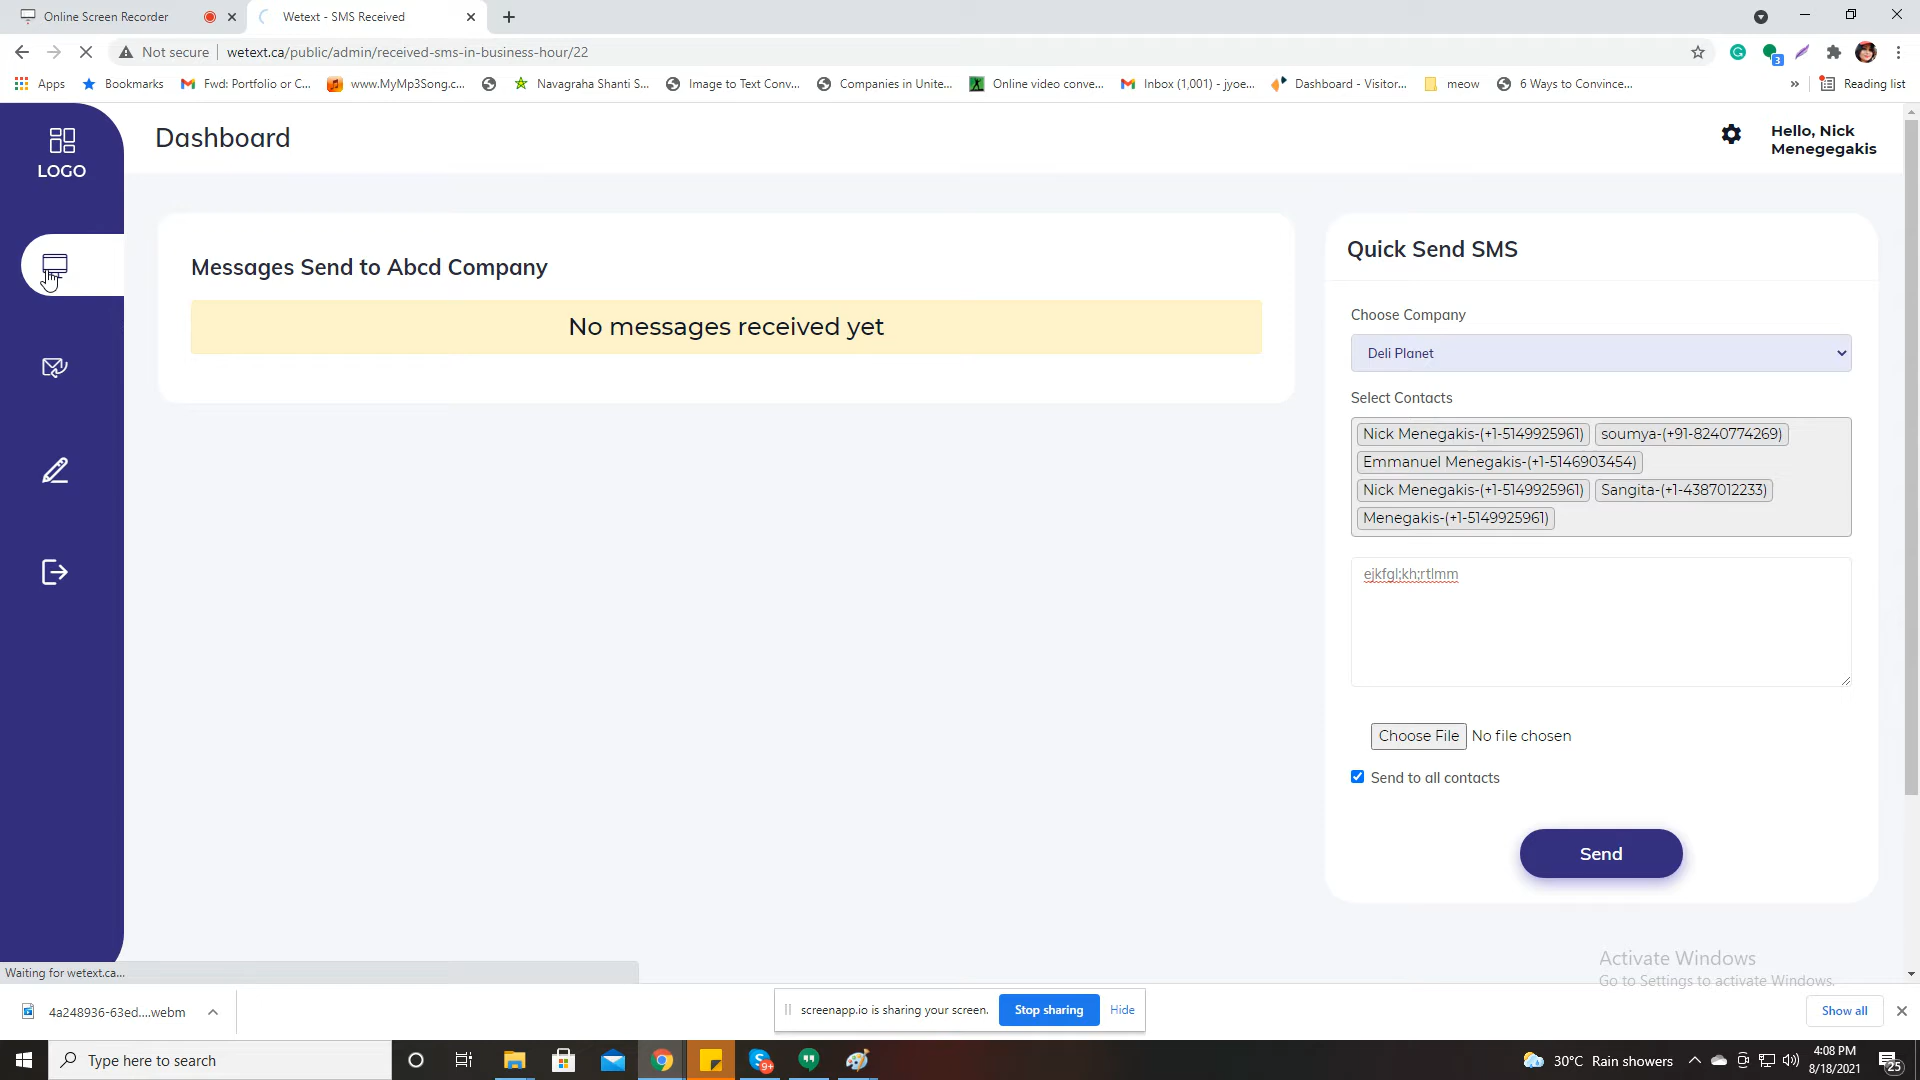 Online Screen Recorder
Wetext - SMS Received
Not secure
wetext.ca/public/admin/received-sms-in-business-hour/22
3
Apps
Bookmarks
Fwd: Portfolio or C...
www.MyMp3Song.c...
Navagraha Shanti S...
Image to Text Conv...
Companies in Unite...
Online video conve...
Inbox (1,001) - jyoe...
Dashboard - Visitor...
meow
6 Ways to Convince...
»
Reading list
LOGO
Dashboard
Hello, Nick
Menegegakis
Messages Send to Abcd Company
No messages received yet
Quick Send SMS
Choose Company
Deli Planet
Select Contacts
Nick Menegakis-(+1-5149925961)
soumya-(+91-8240774269)
Emmanuel Menegakis-(+1-5146903454)
Nick Menegakis-(+1-5149925961)
Sangita-(+1-4387012233)
Menegakis-(+1-5149925961)
ejkfgl;kh;rtlmm
Choose File No file chosen
Send to all contacts
Send
Activate Windows
Go to Settings to activate Windows.
Waiting for wetext.ca...
4a248936-63ed....webm
screenapp.io is sharing your screen.
Stop sharing
Hide
Show all
Type here to search
9+
30°C Rain showers
4:08 PM
8/18/2021
25